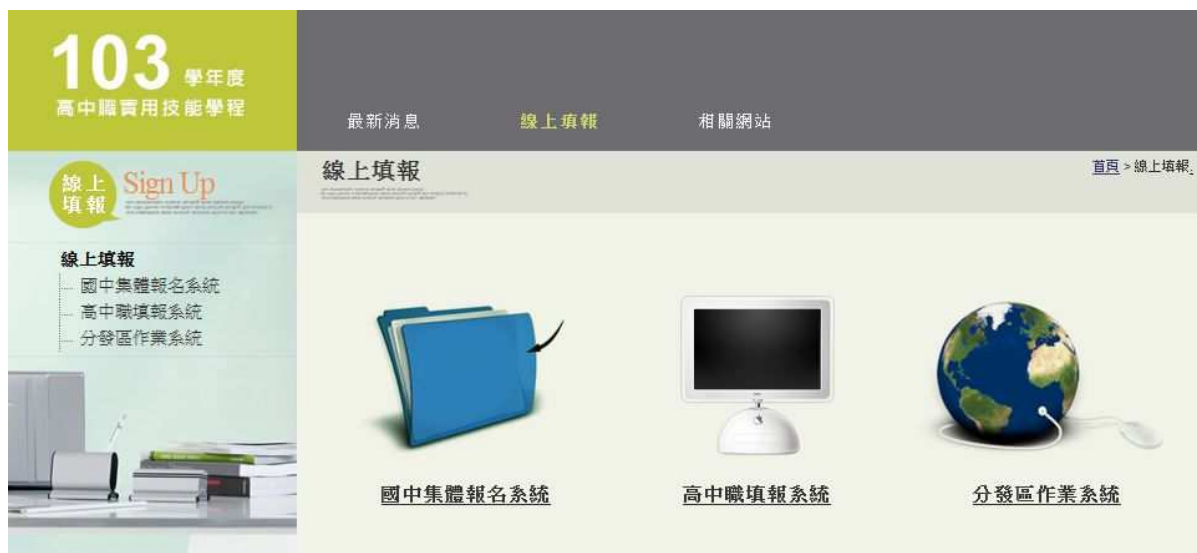 103 學年度
高中職實用技能學程
最新消息
線上填報
相關網站
線上填報
首頁 > 線上填報.
線上
填報
Sign Up
線上填報
國中集體報名系統
高中職填報系統
分發區作業系統
國中集體報名系統
高中職填報系統
分發區作業系統